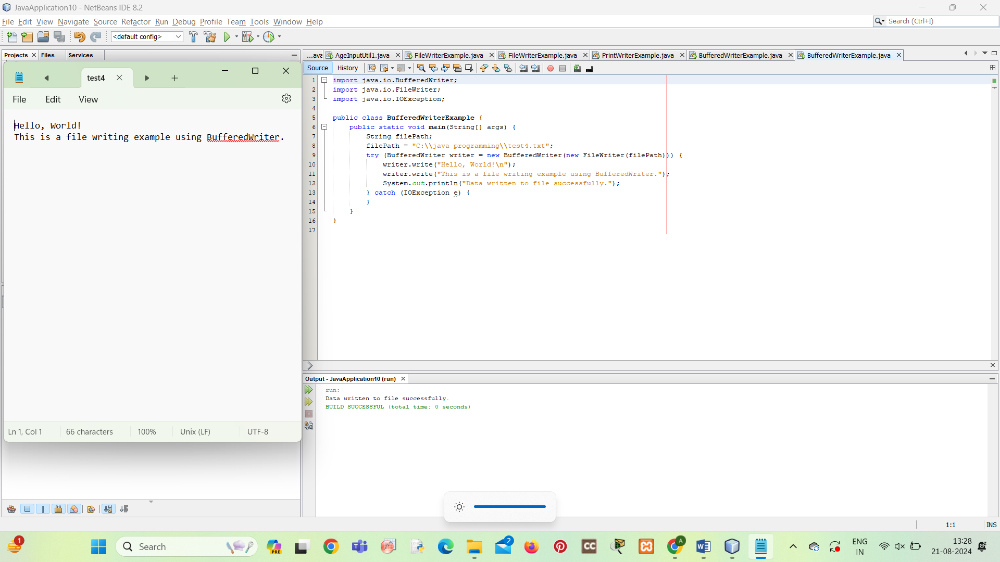 JavaApplication10 - NetBeans IDE 8.2
File Edit View Navigate Source Refactor Run Debug Profile Team Tools Window Help
Search (Ctrl+I)
<default config>
Projects Files Services
...ava AgeInputUtil1.java FileWriterExample.java FileWriterExample.java PrintWriterExample.java BufferedWriterExample.java BufferedWriterExample.java
test4
File Edit View
Hello, World!
This is a file writing example using BufferedWriter.
Ln 1, Col 1 66 characters 100% Unix (LF) UTF-8
Source History
1 import java.io.BufferedWriter;
2 import java.io.FileWriter;
3 import java.io.IOException;
4
5 public class BufferedWriterExample {
6 public static void main(String[] args) {
7 String filePath;
8 filePath = "C:\\java programming\\test4.txt";
9 try (BufferedWriter writer = new BufferedWriter(new FileWriter(filePath))) {
10 writer.write("Hello, World!\n");
11 writer.write("This is a file writing example using BufferedWriter.");
12 System.out.println("Data written to file successfully.");
13 } catch (IOException e) {
14 }
15 }
16 }
17
Output - JavaApplication10 (run)
run:
Data written to file successfully.
BUILD SUCCESSFUL (total time: 0 seconds)
1:1 INS
1
Search
PRE
2
CC
A
ENG
IN
13:28
21-08-2024